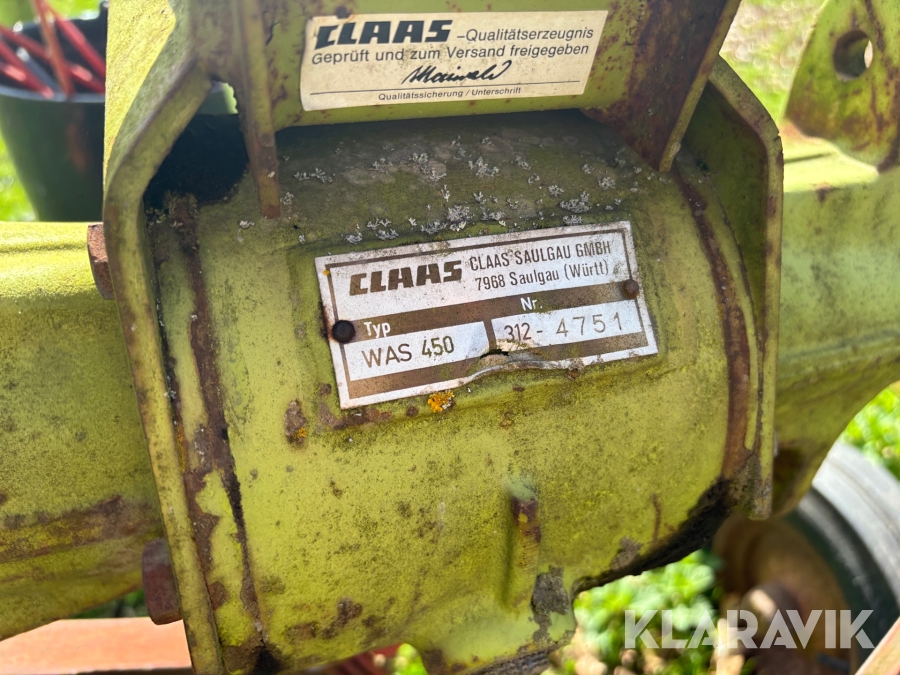 CLAAS -Qualitätserzeugnis
Geprüft und zum Versand freigegeben
Qualitätssicherung / Unterschrift
CLAAS CLAAS SAULGAU GMBH
7968 Saulgau (Württ)
Typ Nr.
WAS 450 312-4751
KLARAVIK